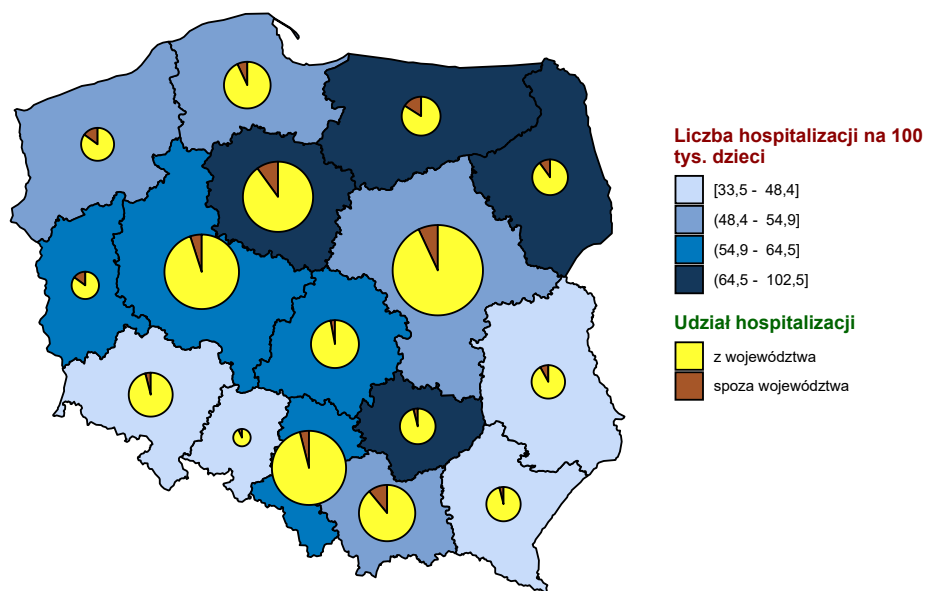 Liczba hospitalizacji na 100
tys. dzieci
[33,5 - 48,4]
(48,4 - 54,9]
(54,9 - 64,5]
(64,5 - 102,5]
Udział hospitalizacji
z województwa
spoza województwa